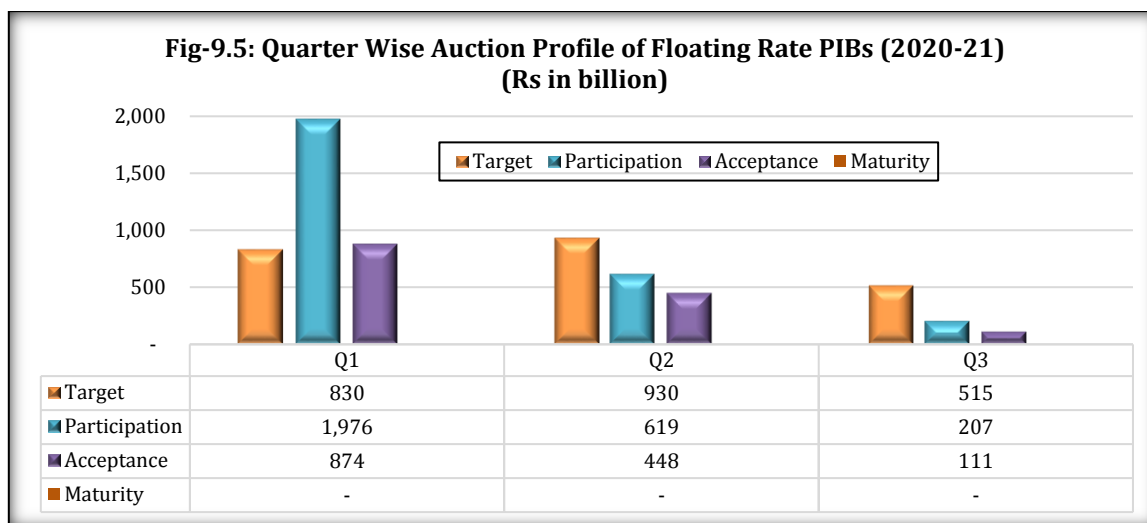 Fig-9.5: Quarter Wise Auction Profile of Floating Rate PIBs (2020-21)
(Rs in billion)
2,000
1,500
1,000
500
-
Target Participation Acceptance Maturity
Q1 Q2 Q3
Target 830 930 515
Participation 1,976 619 207
Acceptance 874 448 111
Maturity - - -